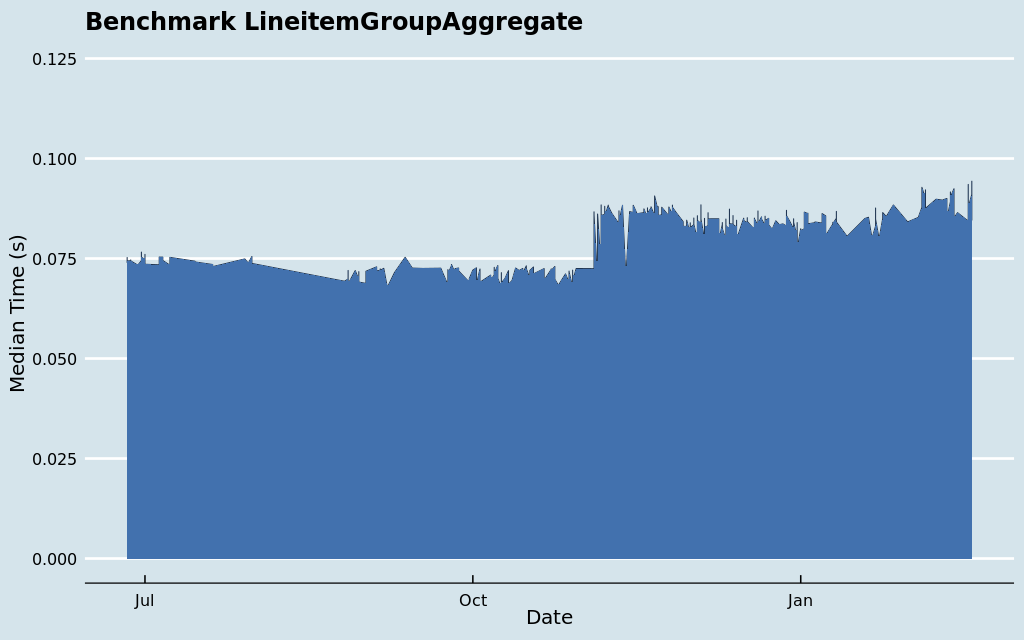 Benchmark LineitemGroupAggregate
Median Time (s)
0.125
0.100
0.075
0.050
0.025
0.000
Jul
Oct
Jan
Date